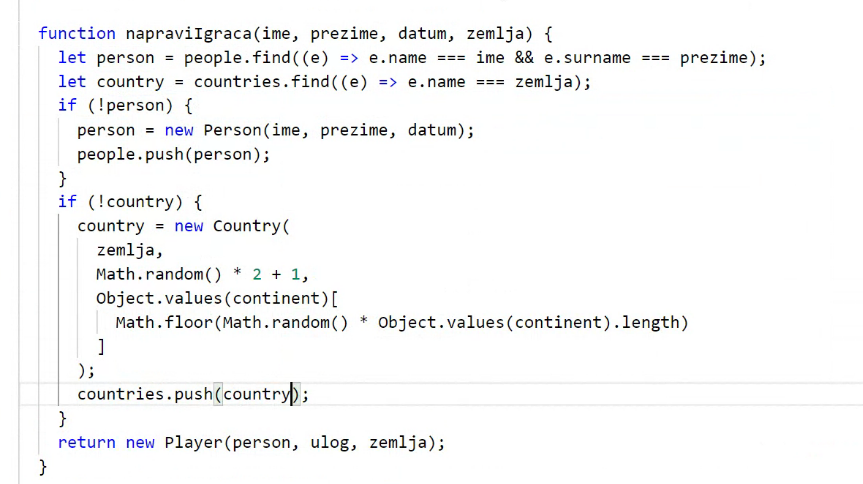 function napraviIgraca(ime, prezime, datum, zemlja) {
let person = people.find((e) => e.name === ime && e.surname === prezime);
let country = countries.find((e) => e.name === zemlja);
if (!person) {
person = new Person(ime, prezime, datum);
people.push(person);
}
if (!country) {
country = new Country(
zemlja,
Math.random() * 2 + 1,
Object.values(continent)[
Math.floor(Math.random() * Object.values(continent).length)
]
);
countries.push(country);
}
return new Player(person, ulog, zemlja);
}